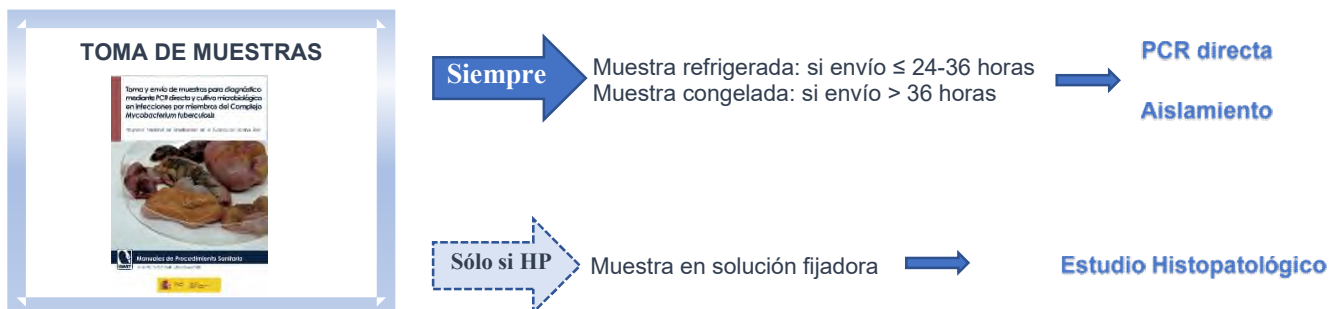 TOMA DE MUESTRAS
Toma y envío de muestras para diagnóstico
mediante PCR directa y cultivo microbiológico
en infecciones por miembros del Complejo
Mycobacterium tuberculosis
Manuales de Procedimiento Sanitario
Siempre
Muestra refrigerada: si envío ≤ 24-36 horas
Muestra congelada: si envío > 36 horas
PCR directa
Aislamiento
Sólo si HP
Muestra en solución fijadora
Estudio Histopatológico